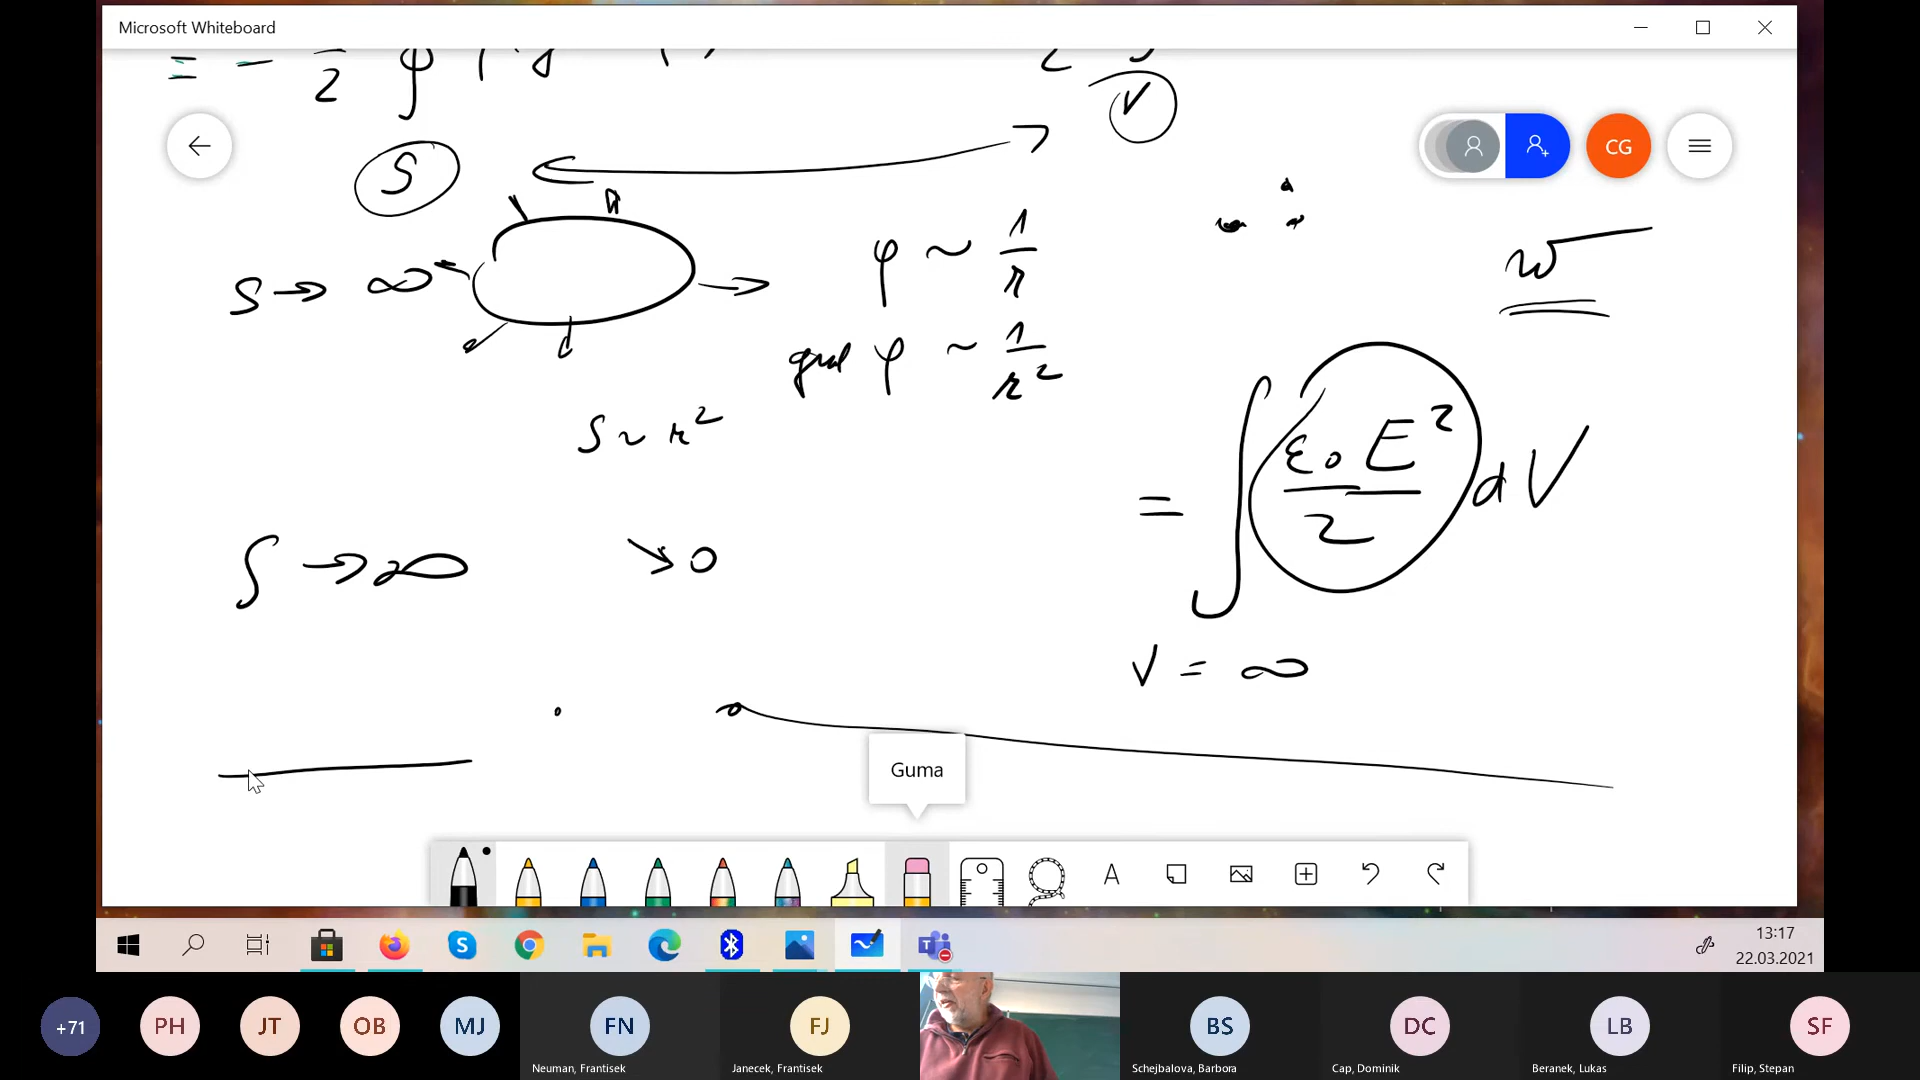 Microsoft Whiteboard
2 φ
V
S
CG
S → ∞
φ ~ 1/r
w
grad φ ~ 1/r²
S ~ r²
= ∫ ε₀E²/2 dV
S → ∞ ↘ 0
V = ∞
Guma
A
13:17
22.03.2021
+71 PH JT OB MJ FN FJ BS DC LB SF
Neuman, Frantisek Janecek, Frantisek Schejbalova, Barbora Cap, Dominik Beranek, Lukas Filip, Stepan